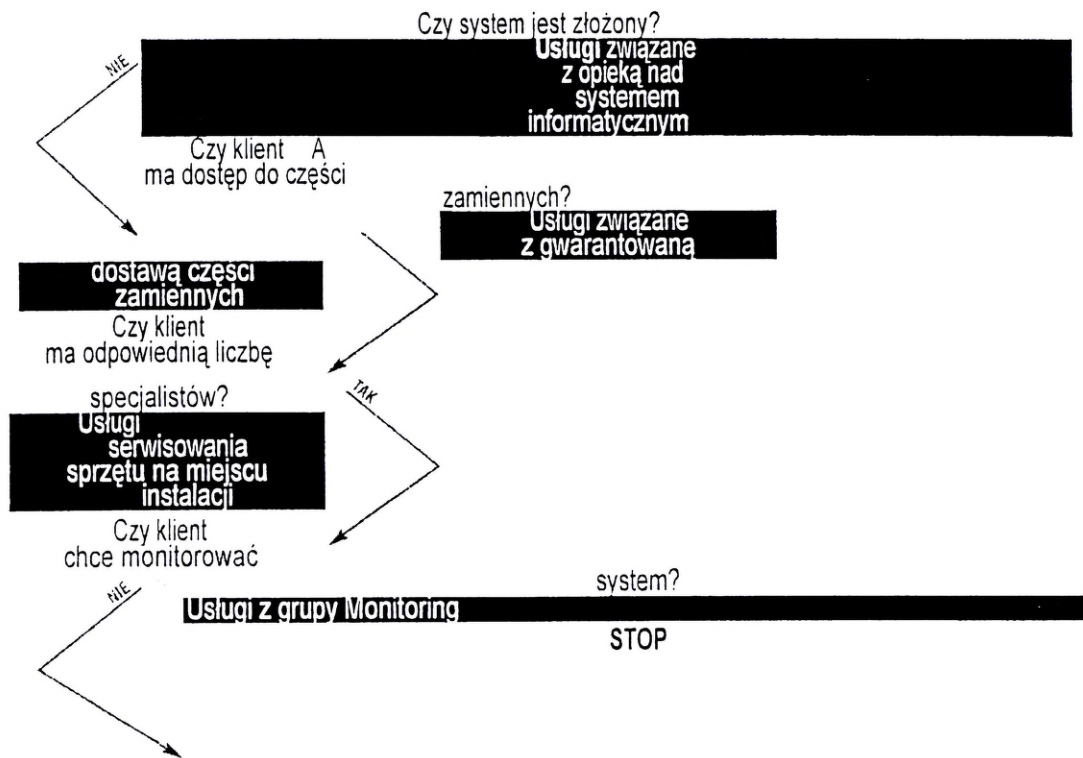 Czy system jest złożony?
NIE
Usługi związane
z opieką nad
systemem
informatycznym
Czy klient A
ma dostęp do części
zamiennych?
Usługi związane
z gwarantowaną
dostawą części
zamiennych
Czy klient
ma odpowiednią liczbę
TAK
specjalistów?
Usługi
serwisowania
sprzętu na miejscu
instalacji
Czy klient
chce monitorować
NIE
system?
Usługi z grupy Monitoring
STOP